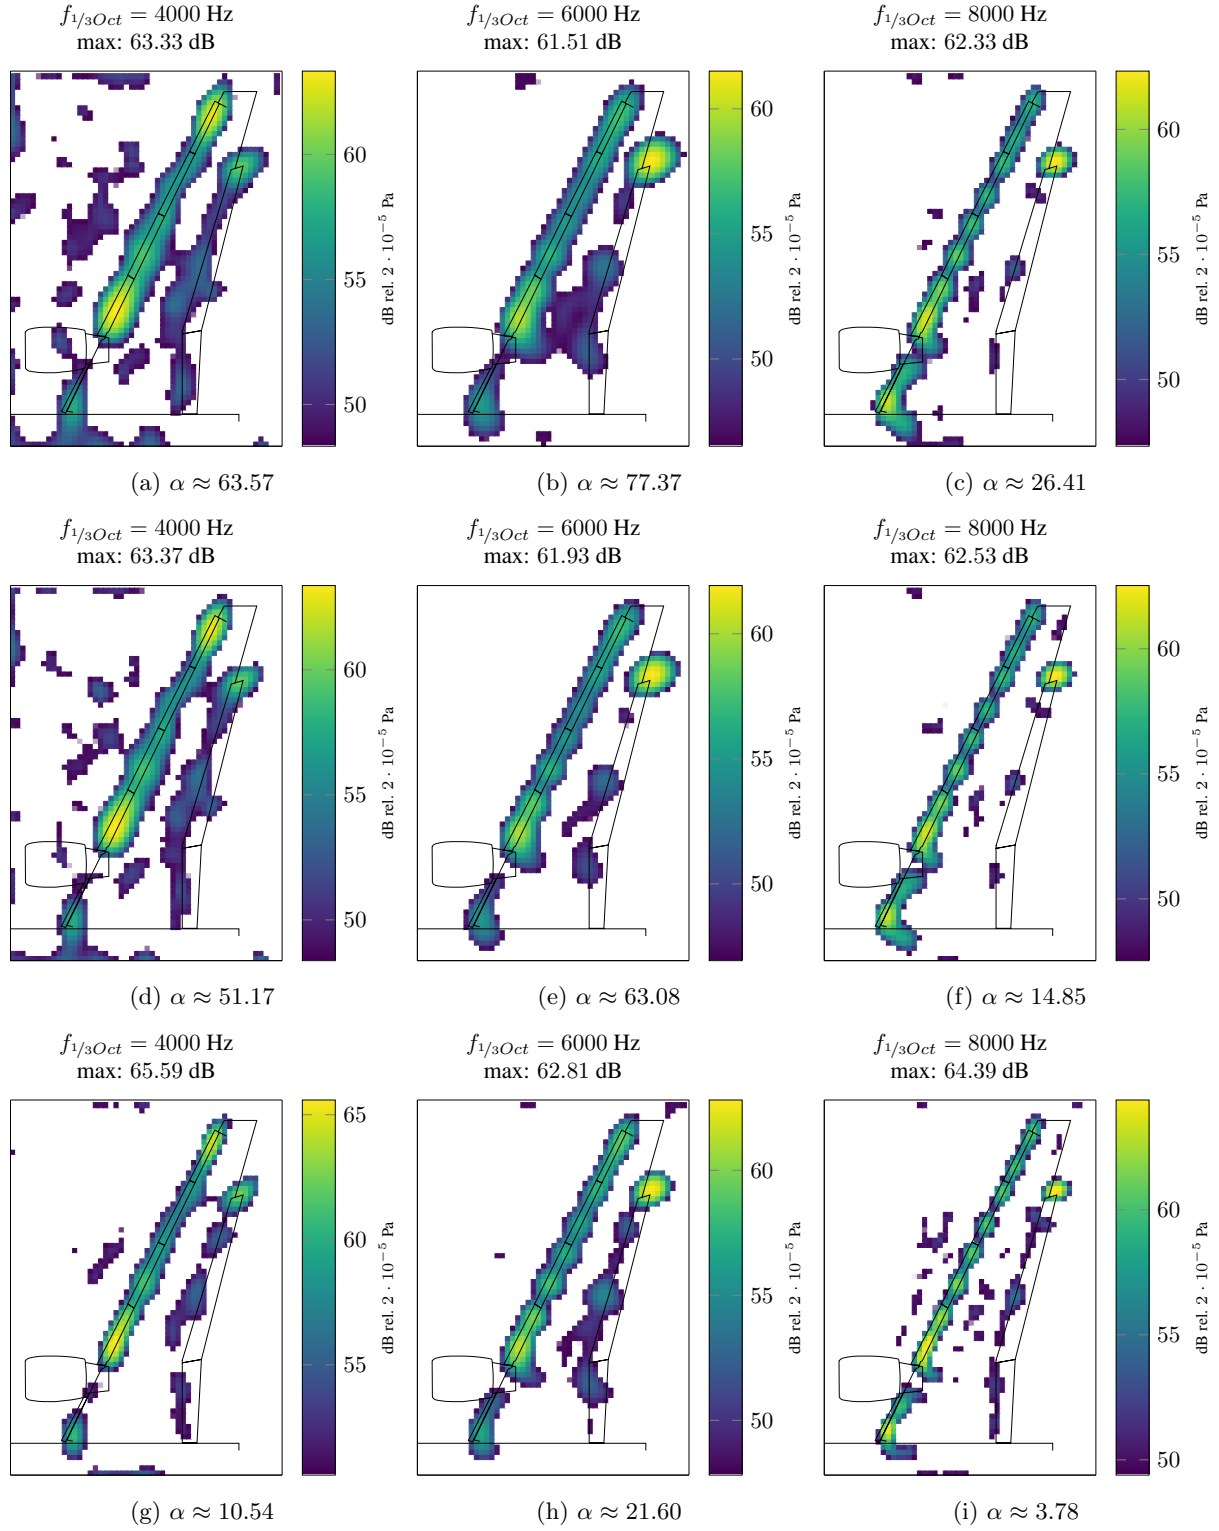 f1/3Oct = 4000 Hz
max: 63.33 dB
f1/3Oct = 6000 Hz
max: 61.51 dB
f1/3Oct = 8000 Hz
max: 62.33 dB
60
55
50
dB rel. 2 · 10−5 Pa
60
55
50
dB rel. 2 · 10−5 Pa
60
55
50
dB rel. 2 · 10−5 Pa
(a) α ≈ 63.57
(b) α ≈ 77.37
(c) α ≈ 26.41
f1/3Oct = 4000 Hz
max: 63.37 dB
f1/3Oct = 6000 Hz
max: 61.93 dB
f1/3Oct = 8000 Hz
max: 62.53 dB
60
55
50
dB rel. 2 · 10−5 Pa
60
55
50
dB rel. 2 · 10−5 Pa
60
55
50
dB rel. 2 · 10−5 Pa
(d) α ≈ 51.17
(e) α ≈ 63.08
(f) α ≈ 14.85
f1/3Oct = 4000 Hz
max: 65.59 dB
f1/3Oct = 6000 Hz
max: 62.81 dB
f1/3Oct = 8000 Hz
max: 64.39 dB
65
60
55
dB rel. 2 · 10−5 Pa
60
55
50
dB rel. 2 · 10−5 Pa
60
55
50
dB rel. 2 · 10−5 Pa
(g) α ≈ 10.54
(h) α ≈ 21.60
(i) α ≈ 3.78